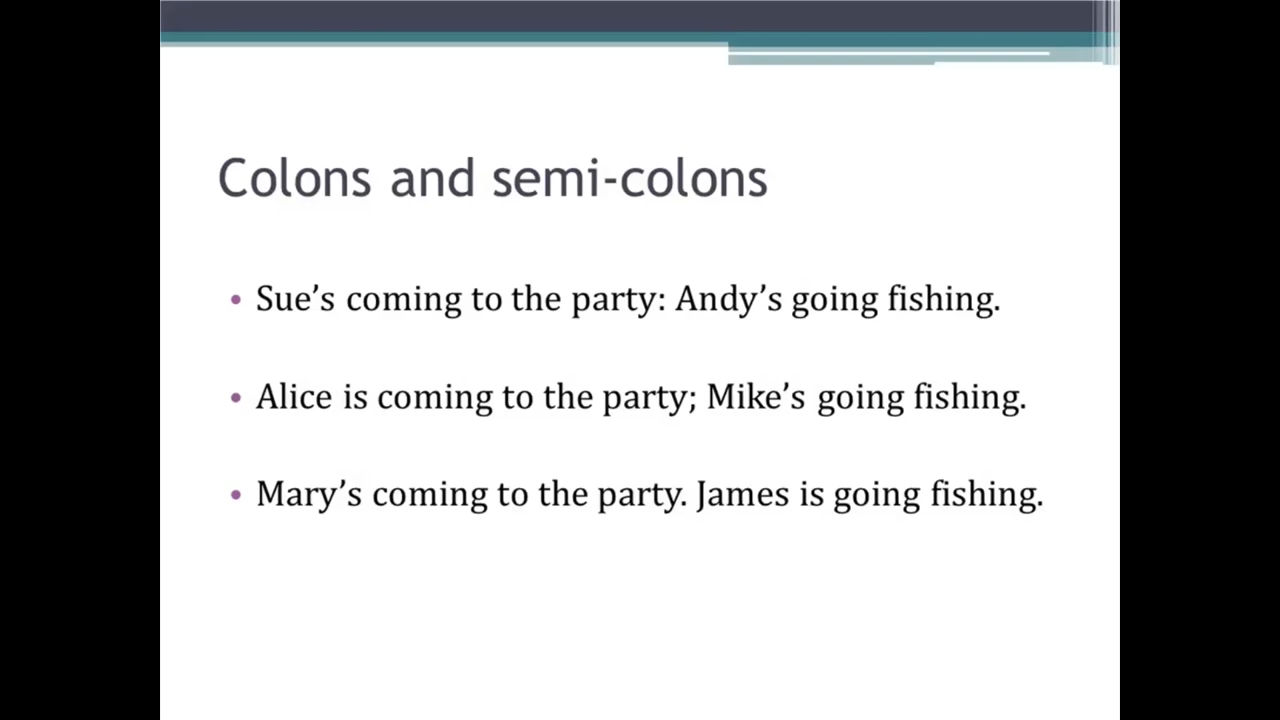 Colons and semi-colons
• Sue’s coming to the party: Andy’s going fishing.
• Alice is coming to the party; Mike’s going fishing.
• Mary’s coming to the party. James is going fishing.